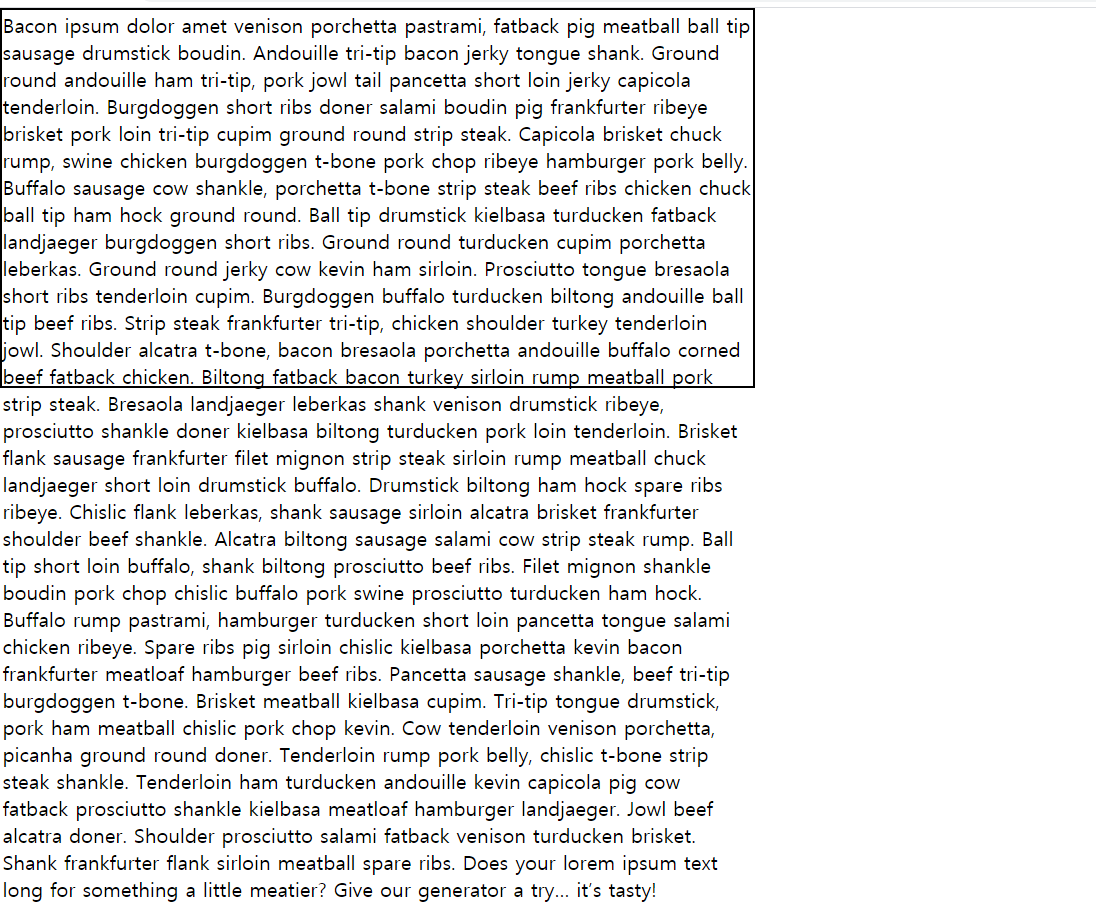 Bacon ipsum dolor amet venison porchetta pastrami, fatback pig meatball ball tip
sausage drumstick boudin. Andouille tri-tip bacon jerky tongue shank. Ground
round andouille ham tri-tip, pork jowl tail pancetta short loin jerky capicola
tenderloin. Burgdoggen short ribs doner salami boudin pig frankfurter ribeye
brisket pork loin tri-tip cupim ground round strip steak. Capicola brisket chuck
rump, swine chicken burgdoggen t-bone pork chop ribeye hamburger pork belly.
Buffalo sausage cow shankle, porchetta t-bone strip steak beef ribs chicken chuck
ball tip ham hock ground round. Ball tip drumstick kielbasa turducken fatback
landjaeger burgdoggen short ribs. Ground round turducken cupim porchetta
leberkas. Ground round jerky cow kevin ham sirloin. Prosciutto tongue bresaola
short ribs tenderloin cupim. Burgdoggen buffalo turducken biltong andouille ball
tip beef ribs. Strip steak frankfurter tri-tip, chicken shoulder turkey tenderloin
jowl. Shoulder alcatra t-bone, bacon bresaola porchetta andouille buffalo corned
beef fatback chicken. Biltong fatback bacon turkey sirloin rump meatball pork
strip steak. Bresaola landjaeger leberkas shank venison drumstick ribeye,
prosciutto shankle doner kielbasa biltong turducken pork loin tenderloin. Brisket
flank sausage frankfurter filet mignon strip steak sirloin rump meatball chuck
landjaeger short loin drumstick buffalo. Drumstick biltong ham hock spare ribs
ribeye. Chislic flank leberkas, shank sausage sirloin alcatra brisket frankfurter
shoulder beef shankle. Alcatra biltong sausage salami cow strip steak rump. Ball
tip short loin buffalo, shank biltong prosciutto beef ribs. Filet mignon shankle
boudin pork chop chislic buffalo pork swine prosciutto turducken ham hock.
Buffalo rump pastrami, hamburger turducken short loin pancetta tongue salami
chicken ribeye. Spare ribs pig sirloin chislic kielbasa porchetta kevin bacon
frankfurter meatloaf hamburger beef ribs. Pancetta sausage shankle, beef tri-tip
burgdoggen t-bone. Brisket meatball kielbasa cupim. Tri-tip tongue drumstick,
pork ham meatball chislic pork chop kevin. Cow tenderloin venison porchetta,
picanha ground round doner. Tenderloin rump pork belly, chislic t-bone strip
steak shankle. Tenderloin ham turducken andouille kevin capicola pig cow
fatback prosciutto shankle kielbasa meatloaf hamburger landjaeger. Jowl beef
alcatra doner. Shoulder prosciutto salami fatback venison turducken brisket.
Shank frankfurter flank sirloin meatball spare ribs. Does your lorem ipsum text
long for something a little meatier? Give our generator a try… it's tasty!